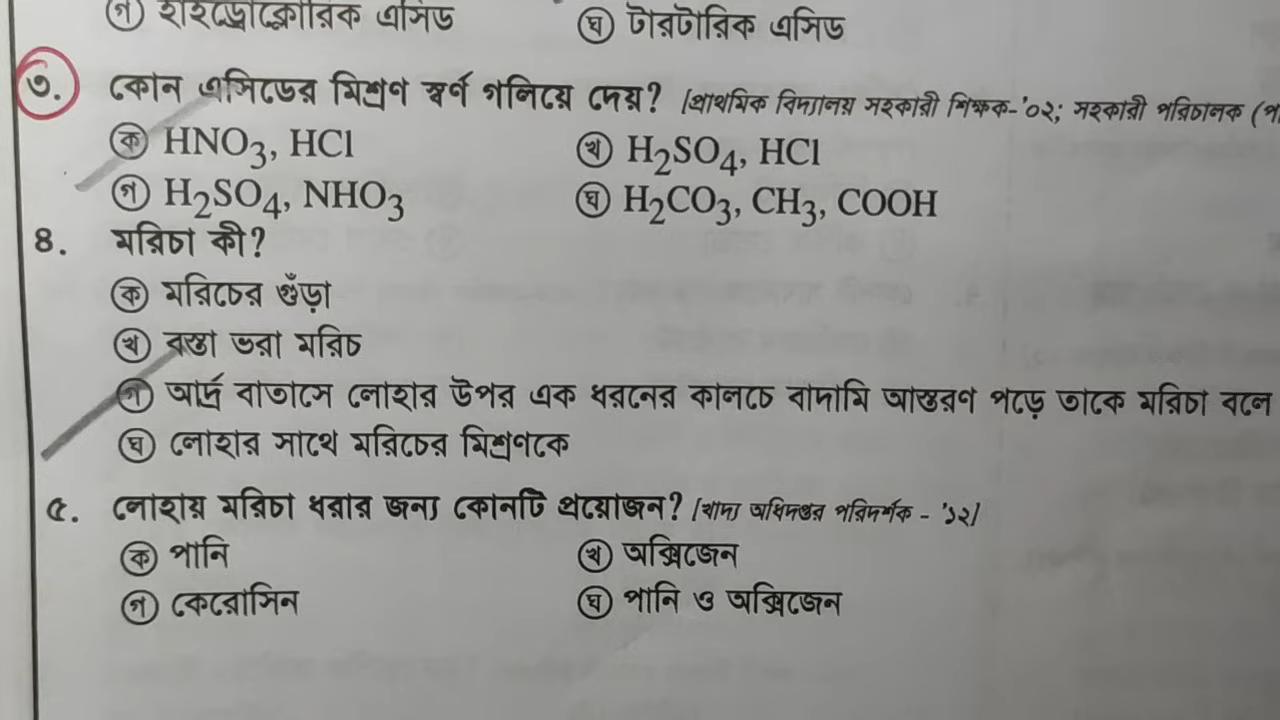 গ হাইড্রোক্লোরিক এসিড ঘ টারটারিক এসিড
৩. কোন এসিডের মিশ্রণ স্বর্ণ গলিয়ে দেয়? [প্রাথমিক বিদ্যালয় সহকারী শিক্ষক-'০২; সহকারী পরিচালক
ক HNO3, HCl খ H2SO4, HCl
গ H2SO4, NHO3 ঘ H2CO3, CH3, COOH
৪. মরিচা কী?
ক মরিচের গুঁড়া
খ বস্তা ভরা মরিচ
গ আর্দ্র বাতাসে লোহার উপর এক ধরনের কালচে বাদামি আস্তরণ পড়ে তাকে মরিচা বলে
ঘ লোহার সাথে মরিচের মিশ্রণকে
৫. লোহায় মরিচা ধরার জন্য কোনটি প্রয়োজন? [খাদ্য অধিদপ্তর পরিদর্শক - '১২]
ক পানি খ অক্সিজেন
গ কেরোসিন ঘ পানি ও অক্সিজেন